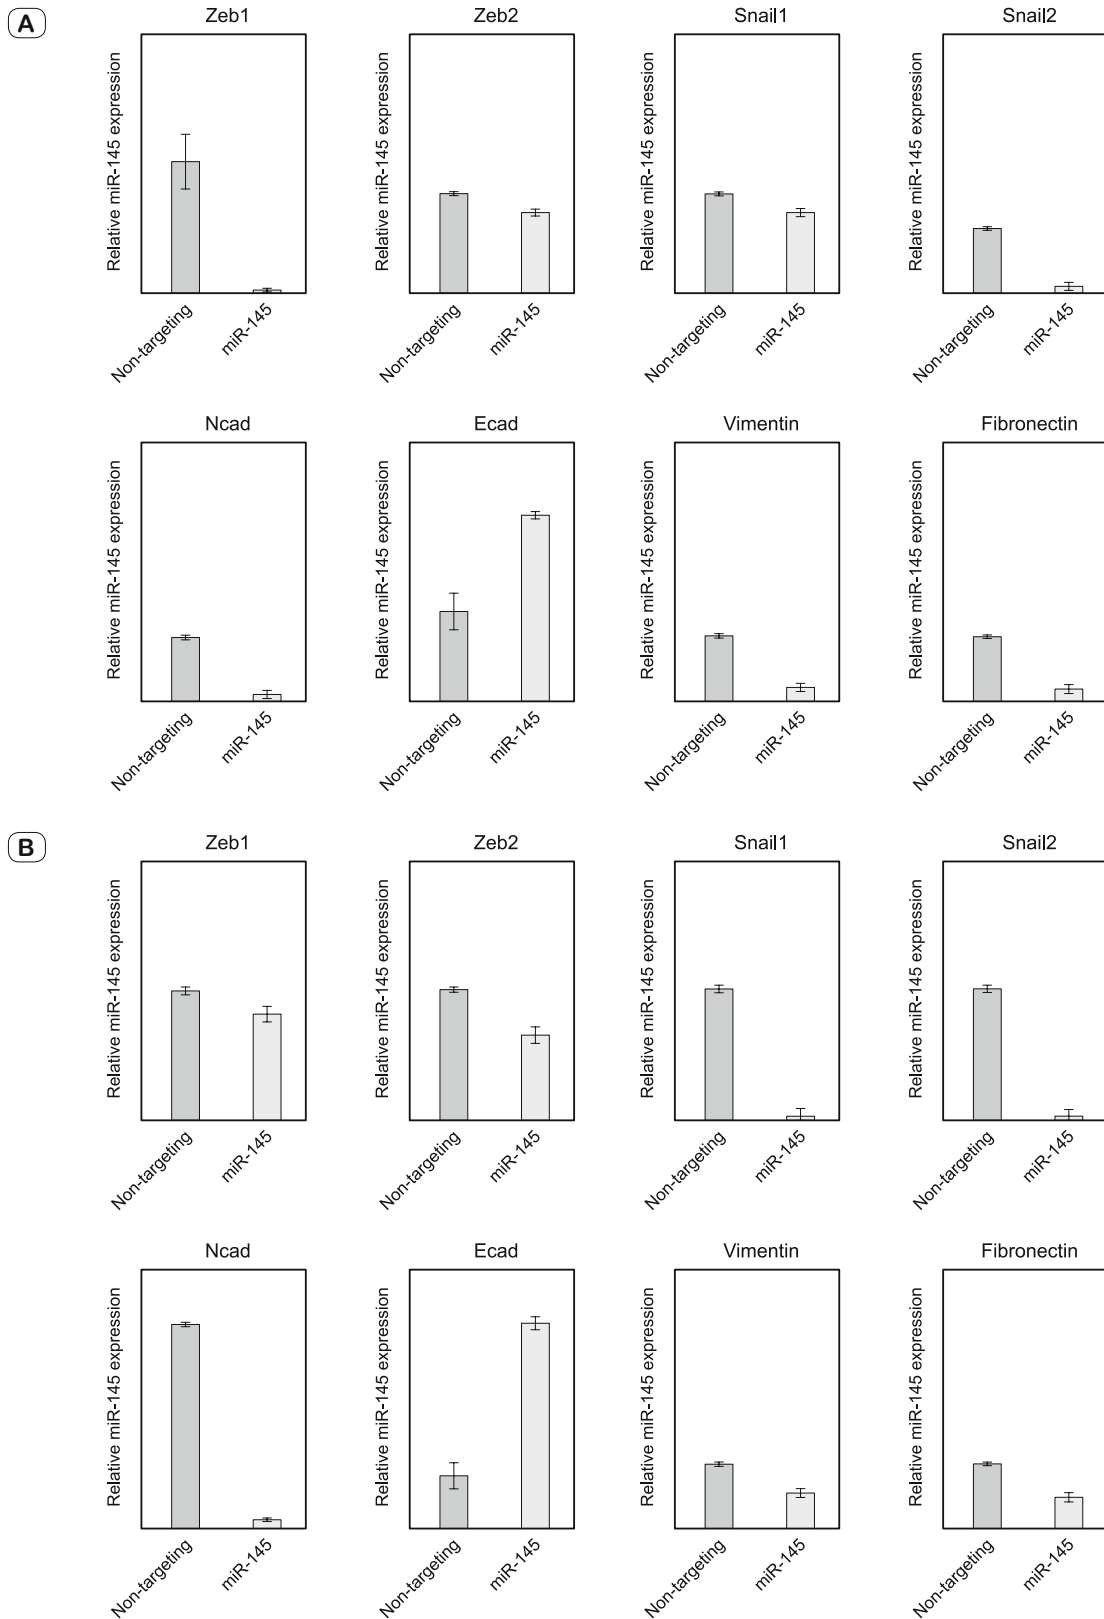 A
Zeb1
Zeb2
Snail1
Snail2
Relative miR-145 expression
Relative miR-145 expression
Relative miR-145 expression
Relative miR-145 expression
Non-targeting
miR-145
Non-targeting
miR-145
Non-targeting
miR-145
Non-targeting
miR-145
Ncad
Ecad
Vimentin
Fibronectin
Relative miR-145 expression
Relative miR-145 expression
Relative miR-145 expression
Relative miR-145 expression
Non-targeting
miR-145
Non-targeting
miR-145
Non-targeting
miR-145
Non-targeting
miR-145
B
Zeb1
Zeb2
Snail1
Snail2
Relative miR-145 expression
Relative miR-145 expression
Relative miR-145 expression
Relative miR-145 expression
Non-targeting
miR-145
Non-targeting
miR-145
Non-targeting
miR-145
Non-targeting
miR-145
Ncad
Ecad
Vimentin
Fibronectin
Relative miR-145 expression
Relative miR-145 expression
Relative miR-145 expression
Relative miR-145 expression
Non-targeting
miR-145
Non-targeting
miR-145
Non-targeting
miR-145
Non-targeting
miR-145